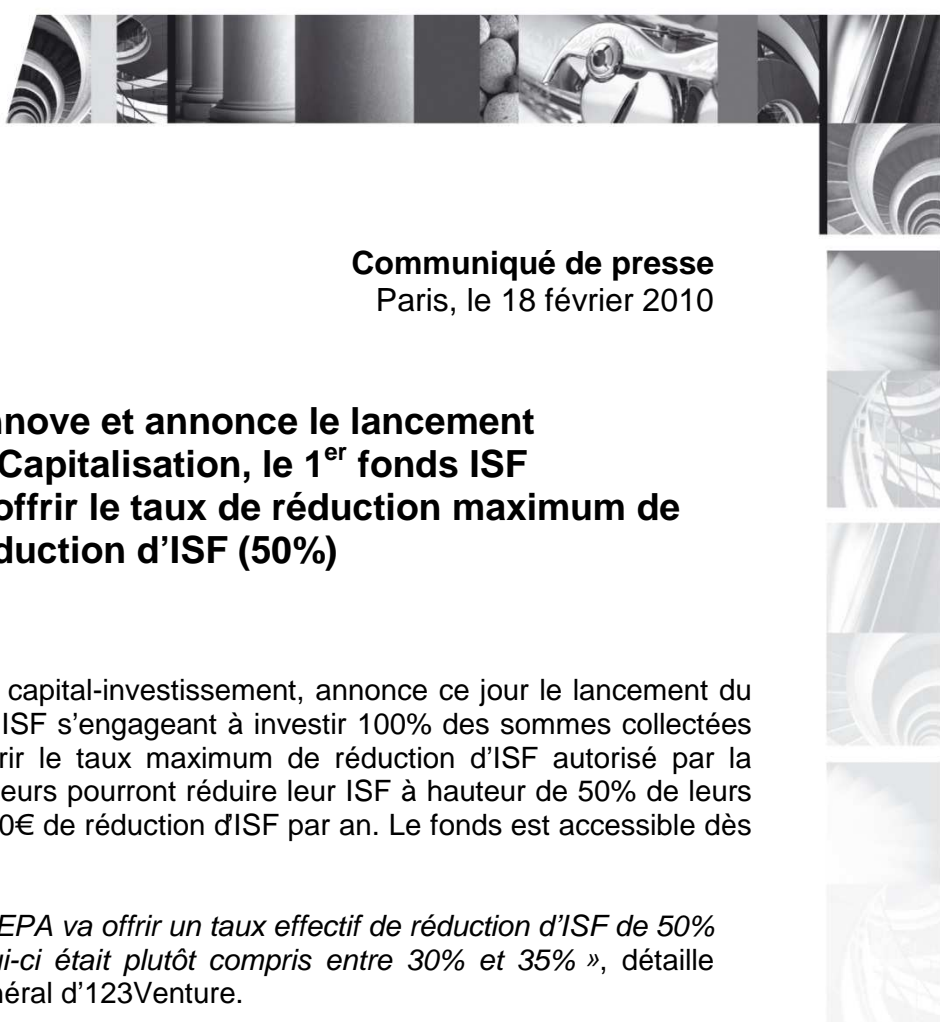 Communiqué de presse
Paris, le 18 février 2010
nnove et annonce le lancement
Capitalisation, le 1er fonds ISF
offrir le taux de réduction maximum de
duction d'ISF (50%)
capital-investissement, annonce ce jour le lancement du
ISF s'engageant à investir 100% des sommes collectées
rir le taux maximum de réduction d'ISF autorisé par la
eurs pourront réduire leur ISF à hauteur de 50% de leurs
0€ de réduction d'ISF par an. Le fonds est accessible dès
EPA va offrir un taux effectif de réduction d'ISF de 50%
ui-ci était plutôt compris entre 30% et 35% », détaille
néral d'123Venture.